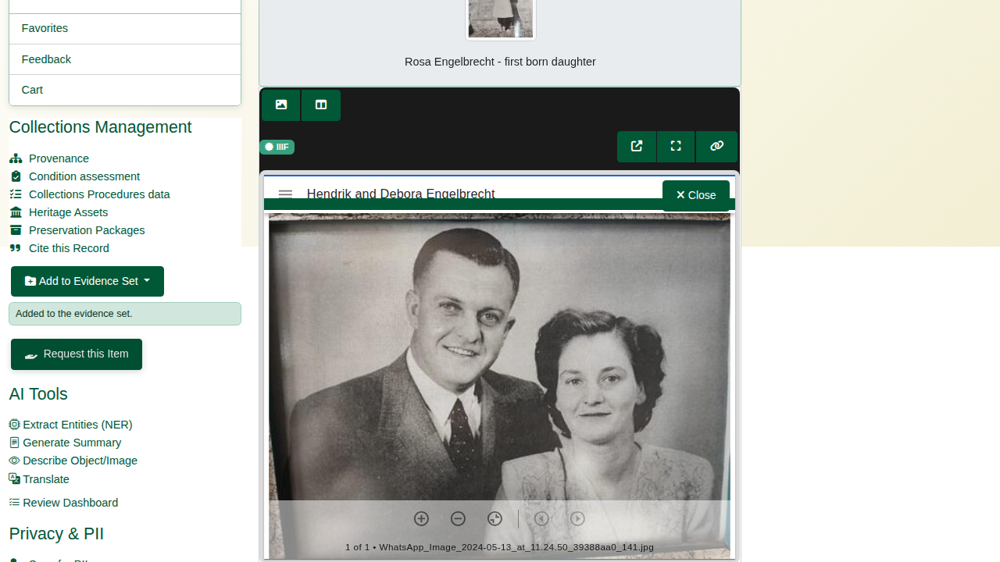 Favorites
Feedback
Cart
Collections Management
Provenance
Condition assessment
Collections Procedures data
Heritage Assets
Preservation Packages
Cite this Record
Add to Evidence Set
Added to the evidence set.
Request this Item
AI Tools
Extract Entities (NER)
Generate Summary
Describe Object/Image
Translate
Review Dashboard
Privacy & PII
Rosa Engelbrecht - first born daughter
IIIF
Hendrik and Debora Engelbrecht
Close
1 of 1 • WhatsApp_Image_2024-05-13_at_11.24.50_39388aa0_141.jpg